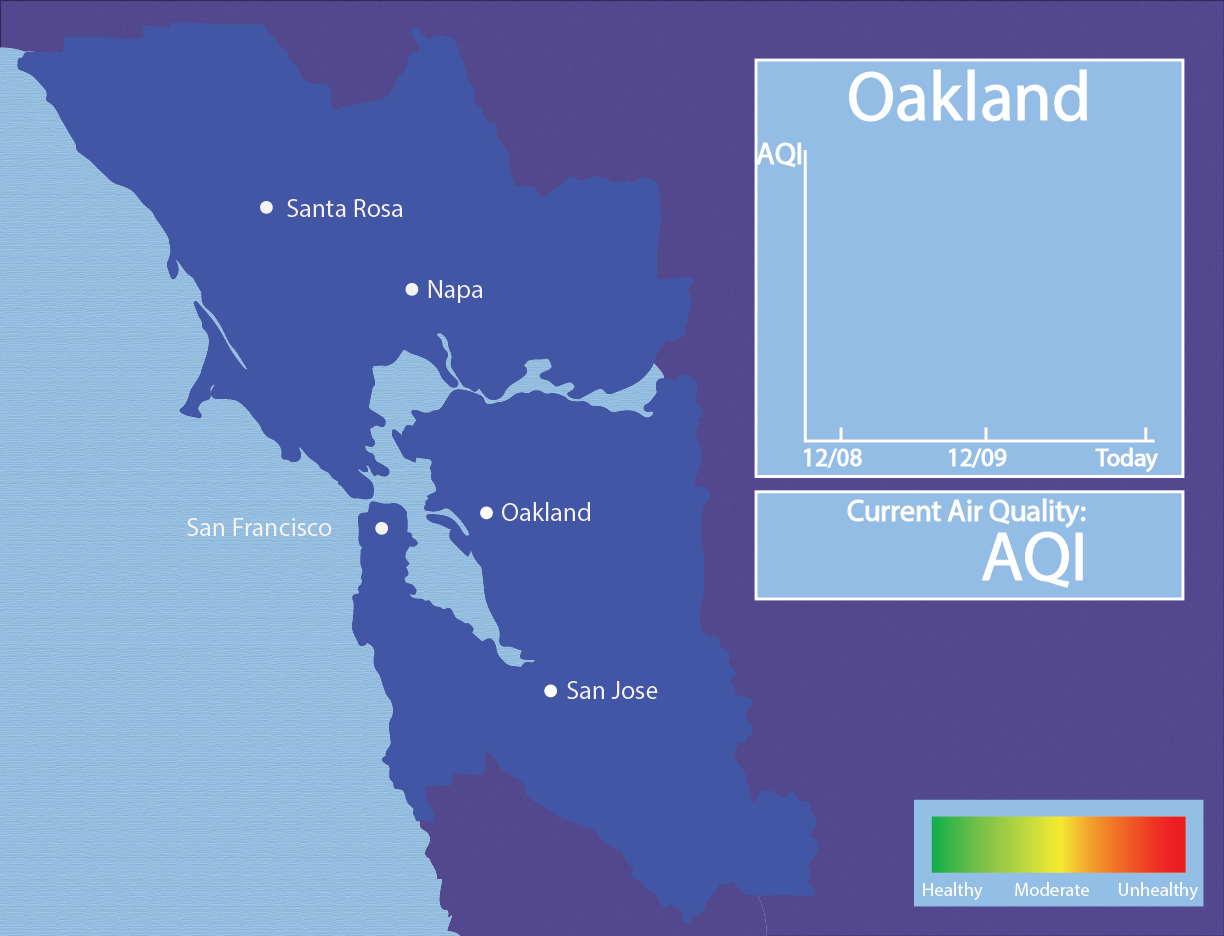 Oakland
AQI
12/08 12/09 Today
Current Air Quality:
AQI
Santa Rosa
Napa
Oakland
San Francisco
San Jose
Healthy Moderate Unhealthy